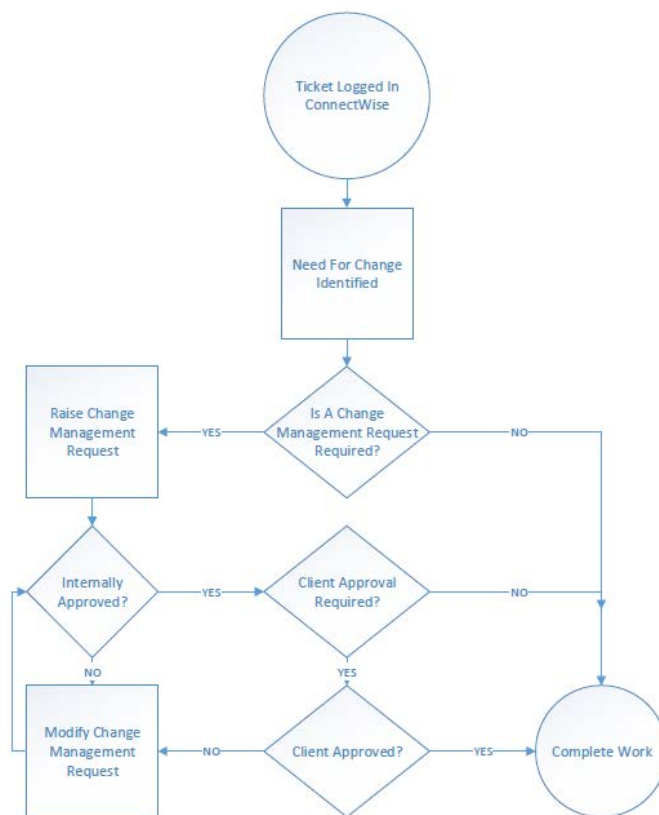 Ticket Logged In
ConnectWise
Need For Change
Identified
Is A Change
Management Request
Required?
YES
NO
Raise Change
Management
Request
Internally
Approved?
YES
Client Approval
Required?
NO
NO
YES
Modify Change
Management
Request
NO
Client Approved?
YES
Complete Work